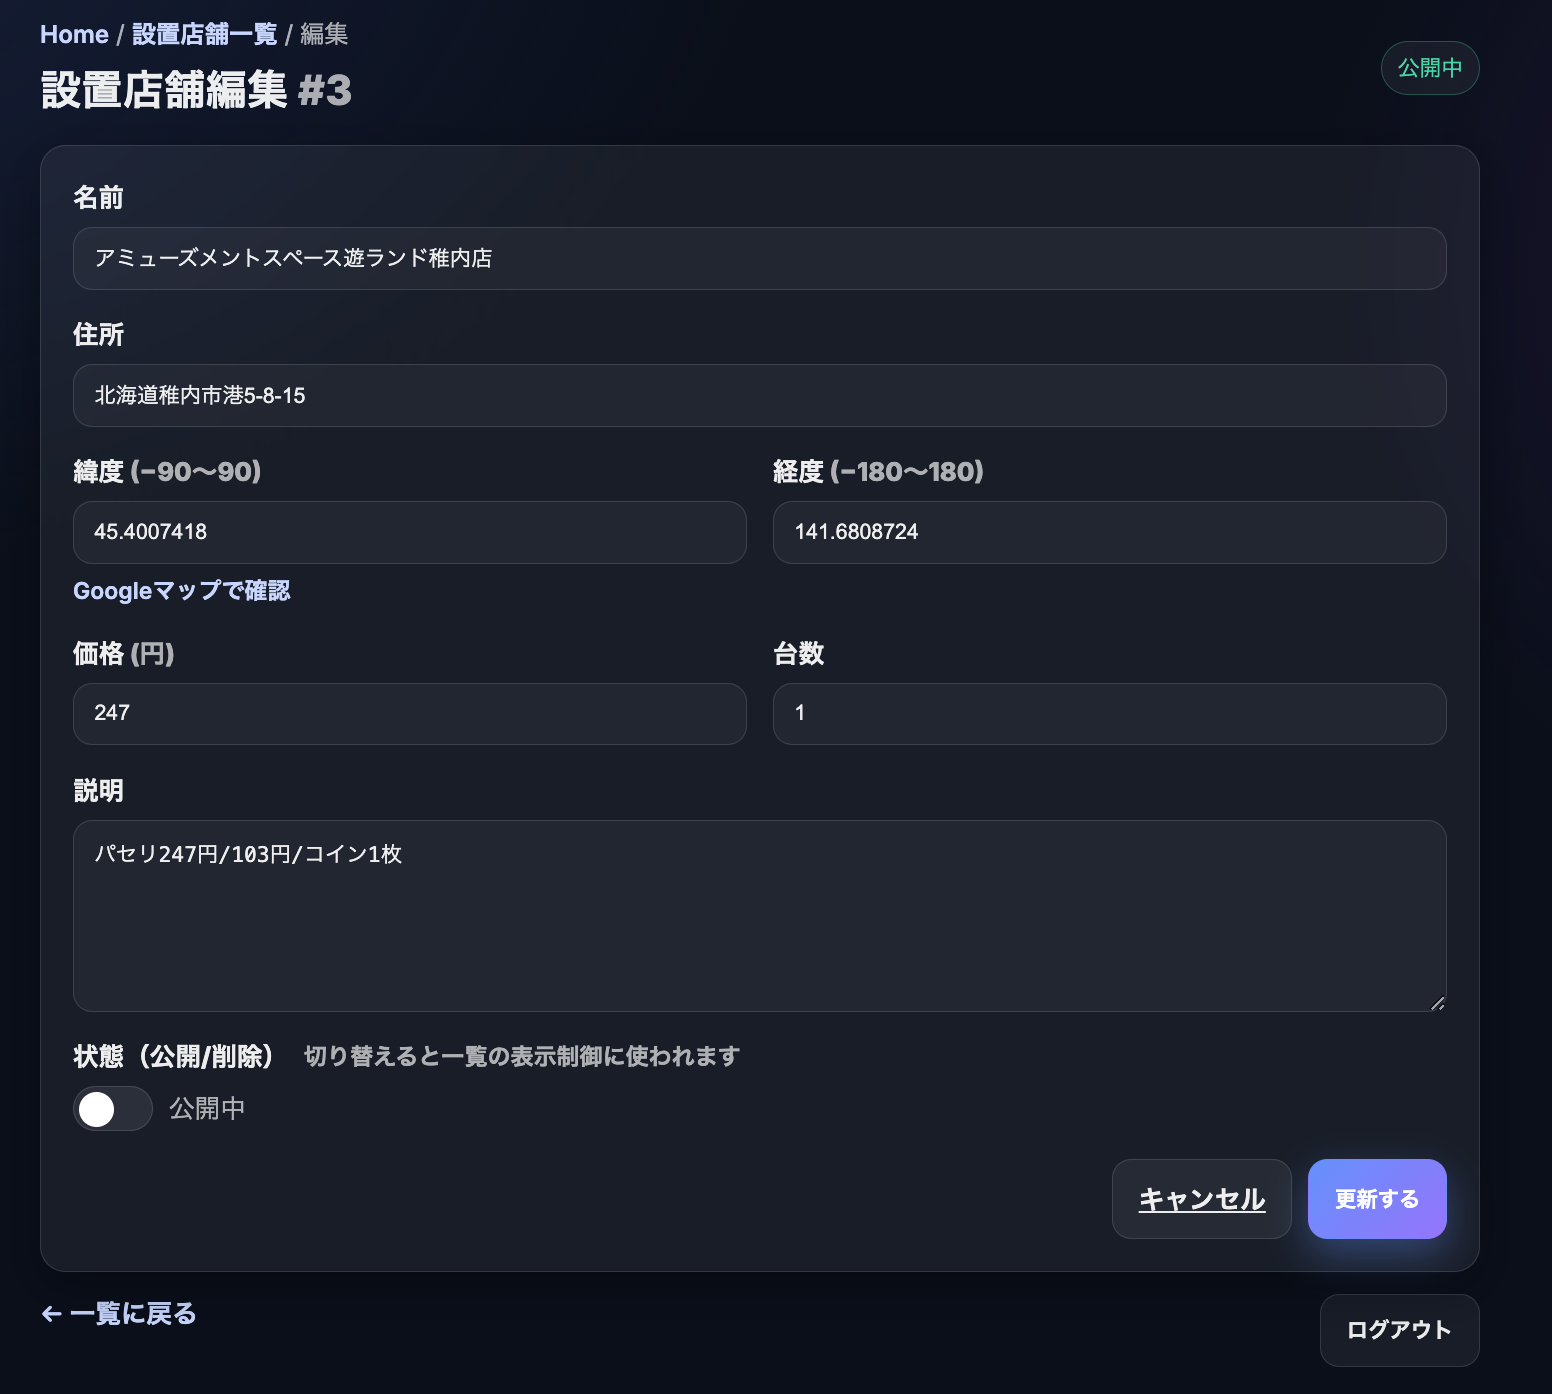 Home / 設置店舗一覧 / 編集
設置店舗編集 #3
公開中
名前
アミューズメントスペース遊ランド稚内店
住所
北海道稚内市港5-8-15
緯度 (−90〜90)
経度 (−180〜180)
45.4007418
141.6808724
Googleマップで確認
価格 (円)
台数
247
1
説明
パセリ247円/103円/コイン1枚
状態（公開/削除） 切り替えると一覧の表示制御に使われます
公開中
キャンセル
更新する
← 一覧に戻る
ログアウト